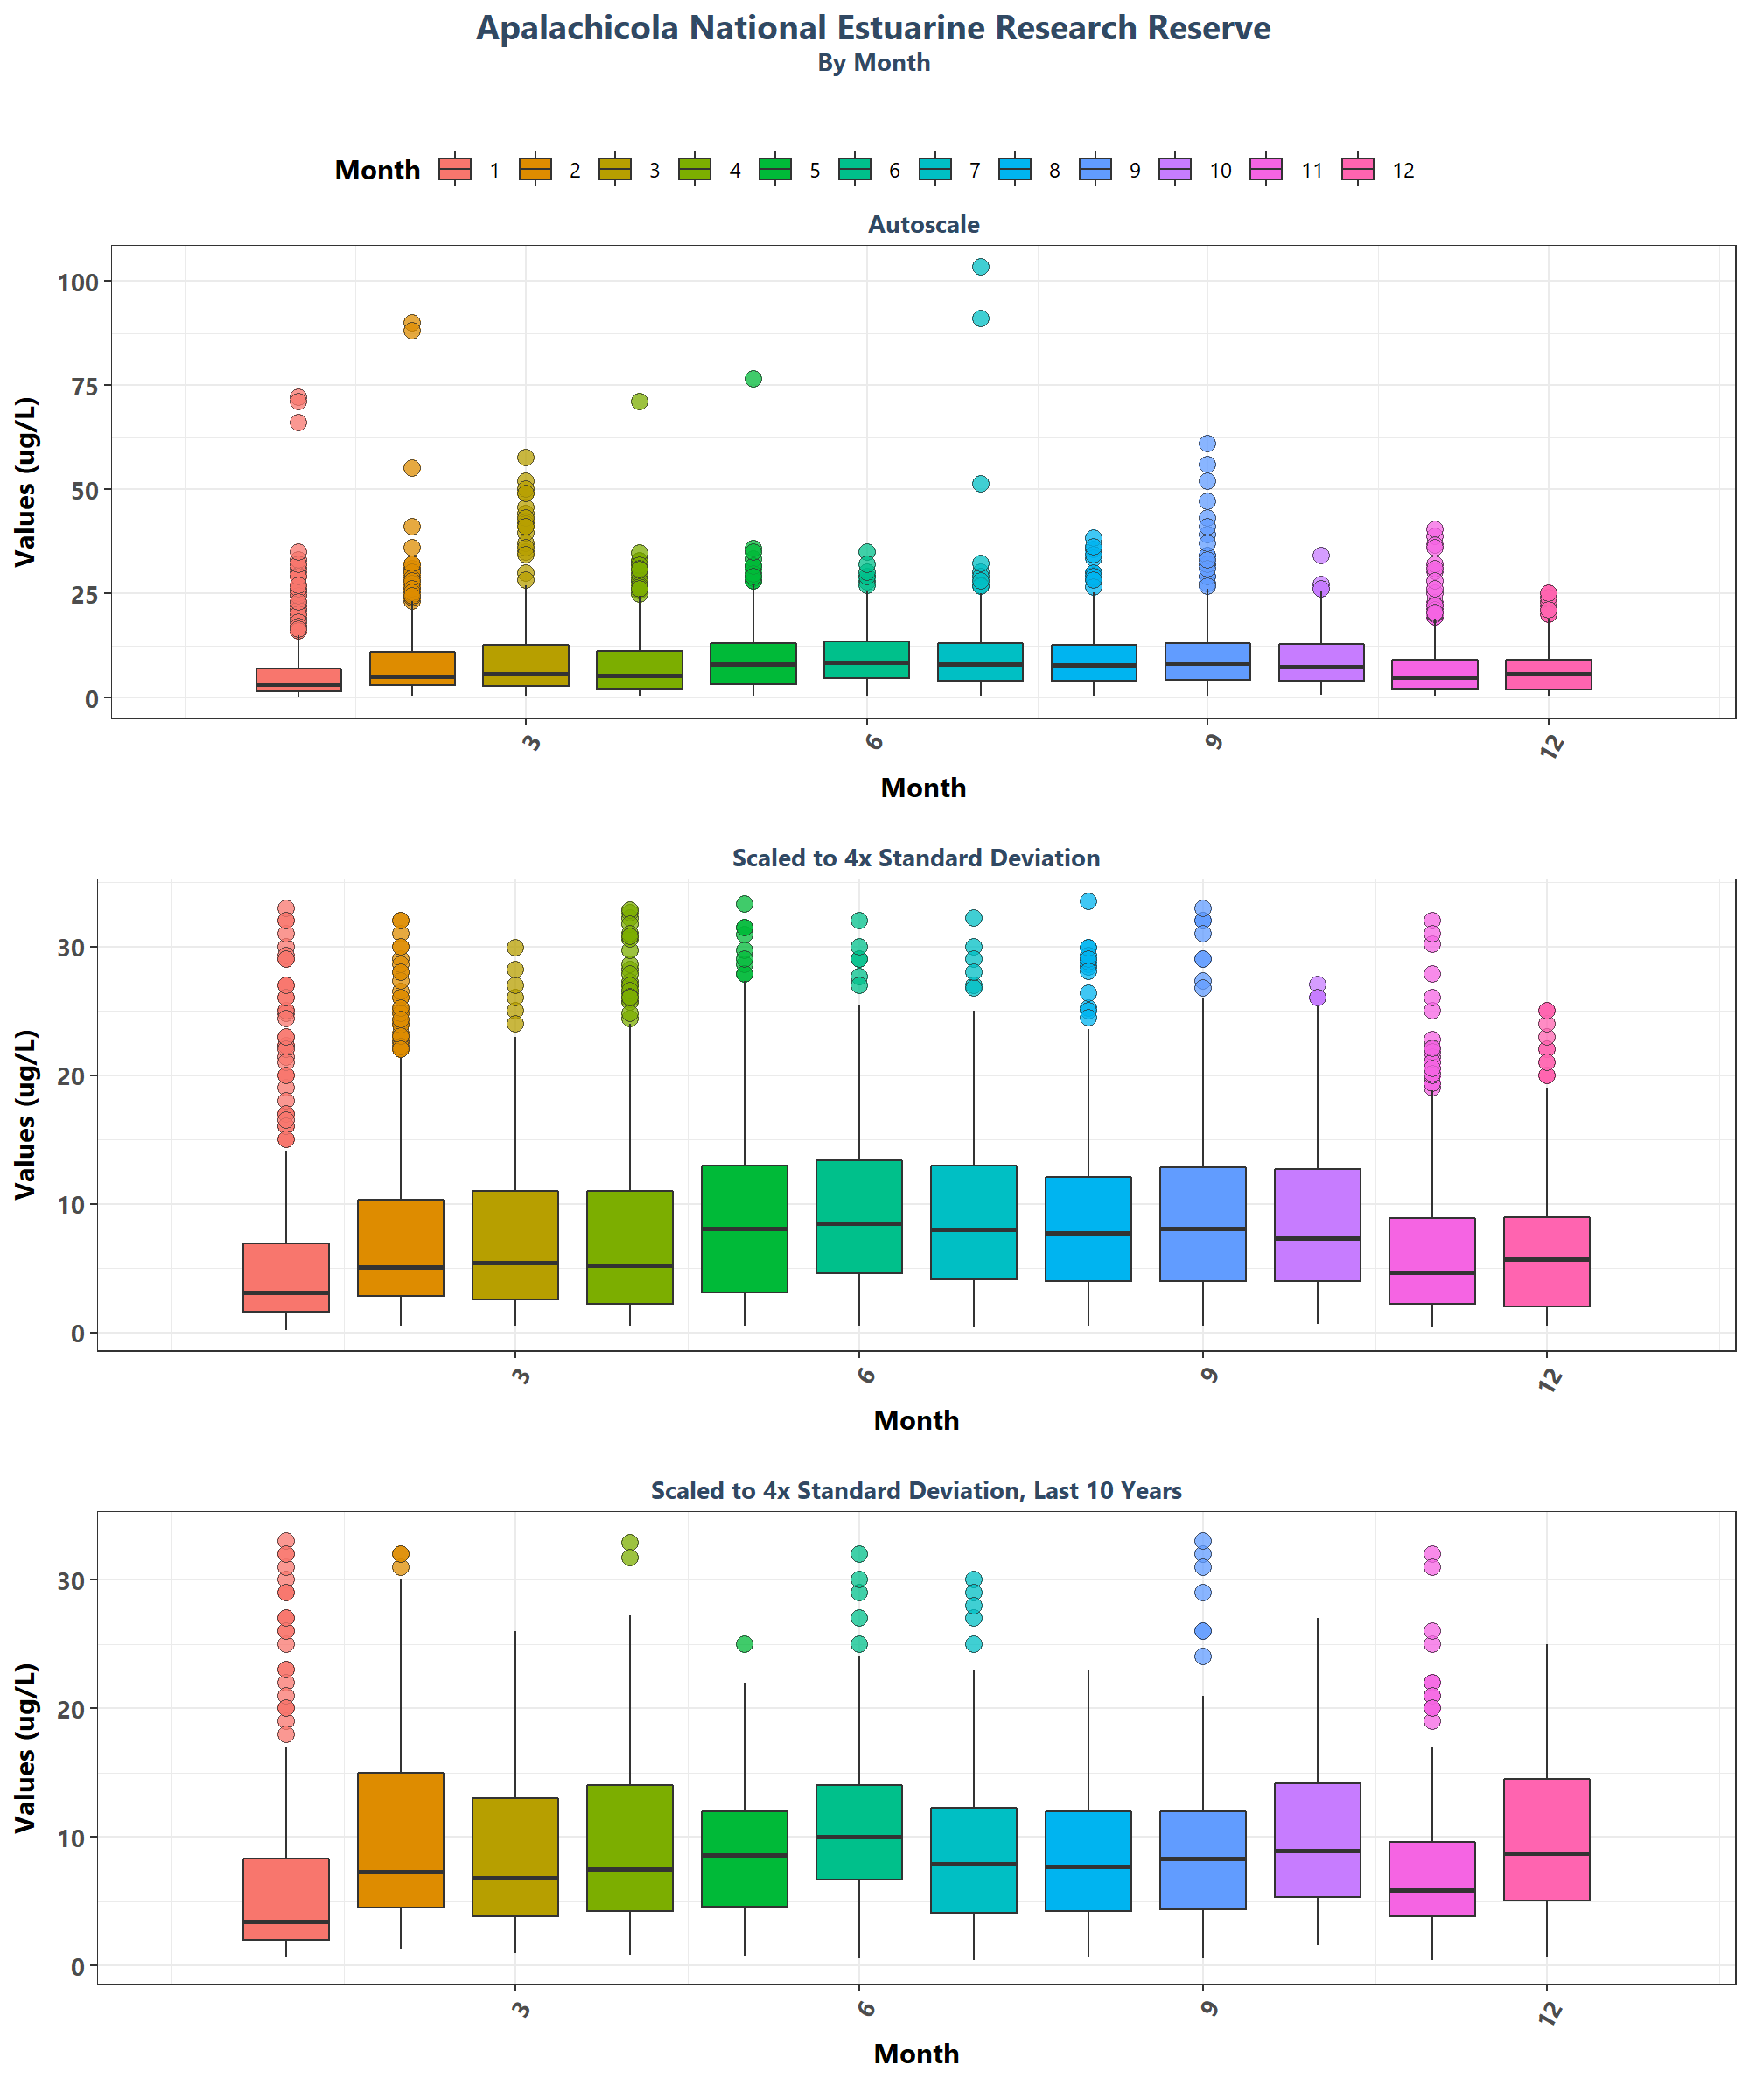 Apalachicola National Estuarine Research Reserve
By Month
Month 1 2 3 4 5 6 7 8 9 10 11 12
Autoscale
Values (ug/L)
100
75
50
25
0
3 6 9 12
Month
Scaled to 4x Standard Deviation
Values (ug/L)
30
20
10
0
3 6 9 12
Month
Scaled to 4x Standard Deviation, Last 10 Years
Values (ug/L)
30
20
10
0
3 6 9 12
Month